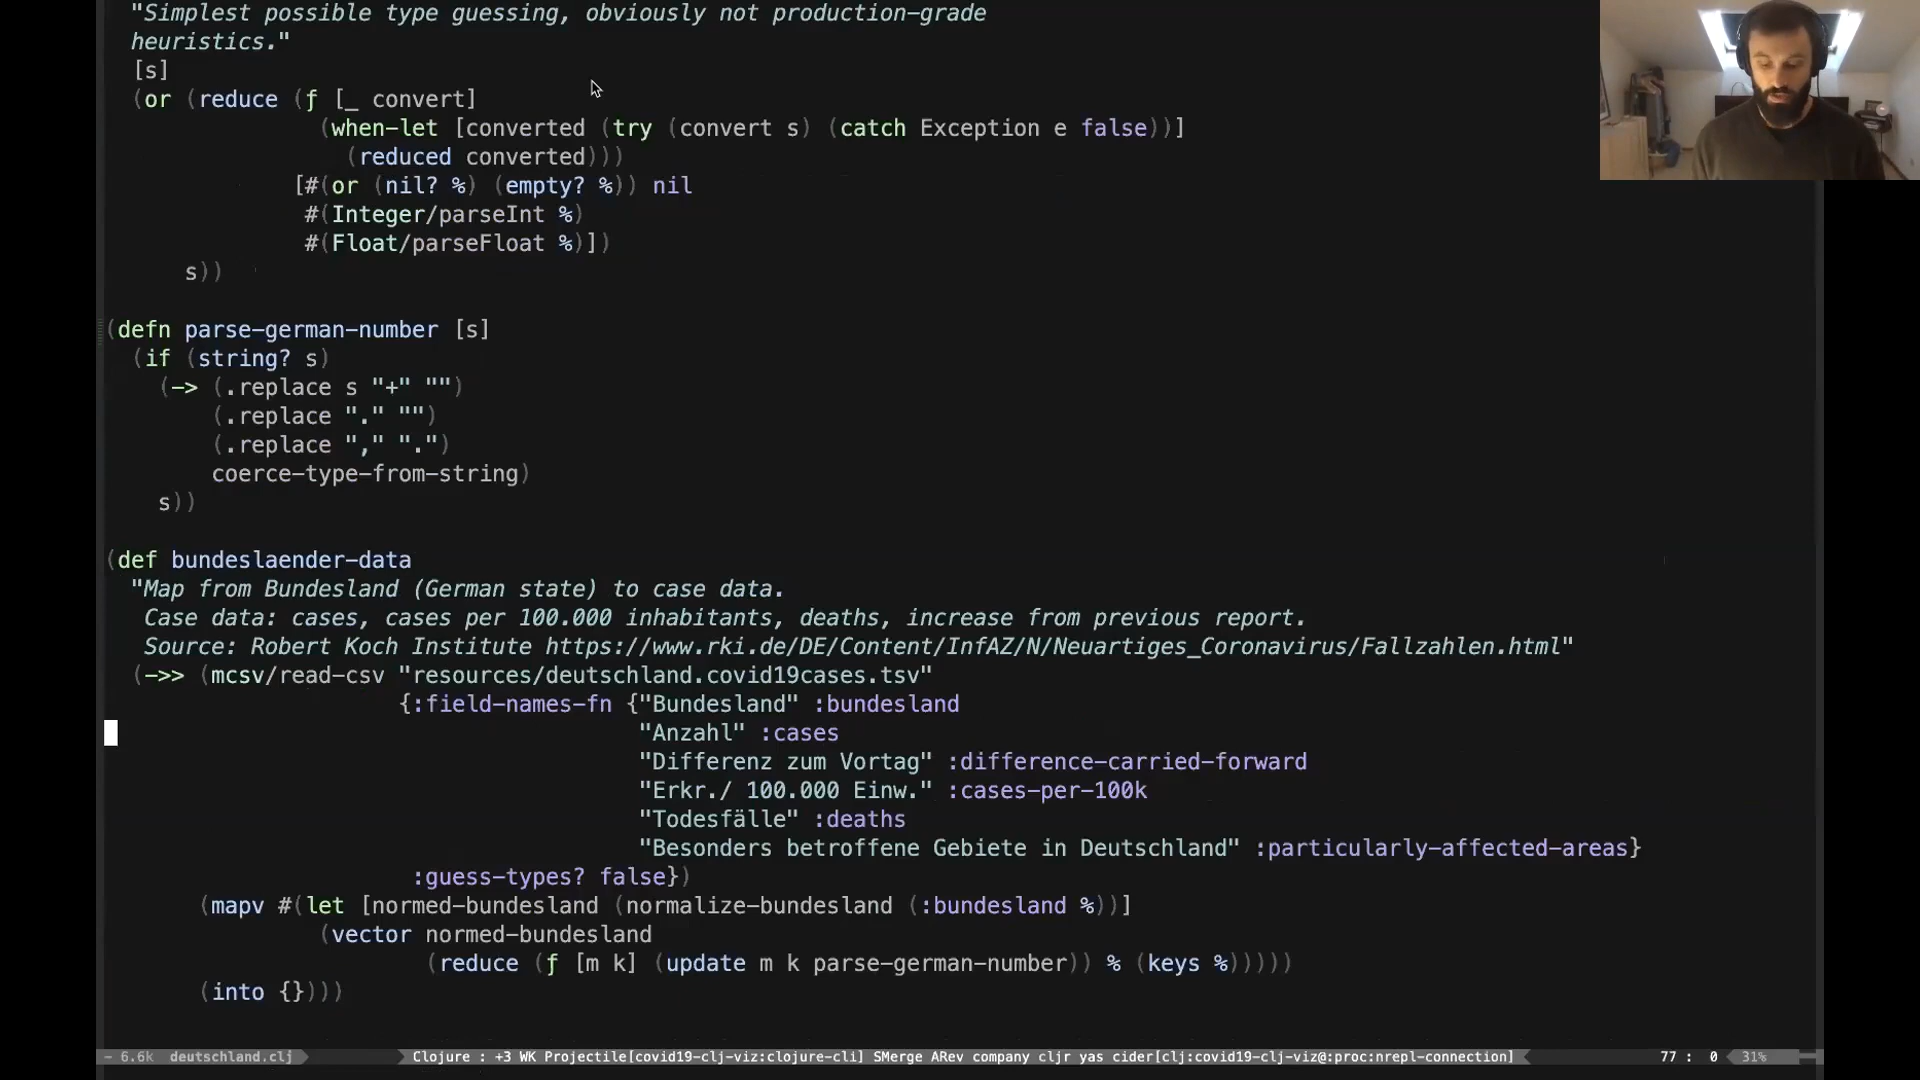 "Simplest possible type guessing, obviously not production-grade
heuristics."
[s]
(or (reduce (ƒ [_ convert]
(when-let [converted (try (convert s) (catch Exception e false))]
(reduced converted)))
[#(or (nil? %) (empty? %)) nil
#(Integer/parseInt %)
#(Float/parseFloat %)])
s))
(defn parse-german-number [s]
(if (string? s)
(-> (.replace s "+" "")
(.replace "." "")
(.replace "," ".")
coerce-type-from-string)
s))
(def bundeslaender-data
"Map from Bundesland (German state) to case data.
Case data: cases, cases per 100.000 inhabitants, deaths, increase from previous report.
Source: Robert Koch Institute https://www.rki.de/DE/Content/InfAZ/N/Neuartiges_Coronavirus/Fallzahlen.html"
(->> (mcsv/read-csv "resources/deutschland.covid19cases.tsv"
{:field-names-fn {"Bundesland" :bundesland
"Anzahl" :cases
"Differenz zum Vortag" :difference-carried-forward
"Erkr./ 100.000 Einw." :cases-per-100k
"Todesfälle" :deaths
"Besonders betroffene Gebiete in Deutschland" :particularly-affected-areas}
:guess-types? false})
(mapv #(let [normed-bundesland (normalize-bundesland (:bundesland %))]
(vector normed-bundesland
(reduce (ƒ [m k] (update m k parse-german-number)) % (keys %)))))
(into {})))
- 6.6k deutschland.clj Clojure : +3 WK Projectile[covid19-clj-viz:clojure-cli] SMerge ARev company cljr yas cider[clj:covid19-clj-viz@:proc:nrepl-connection] 77 : 0 31%